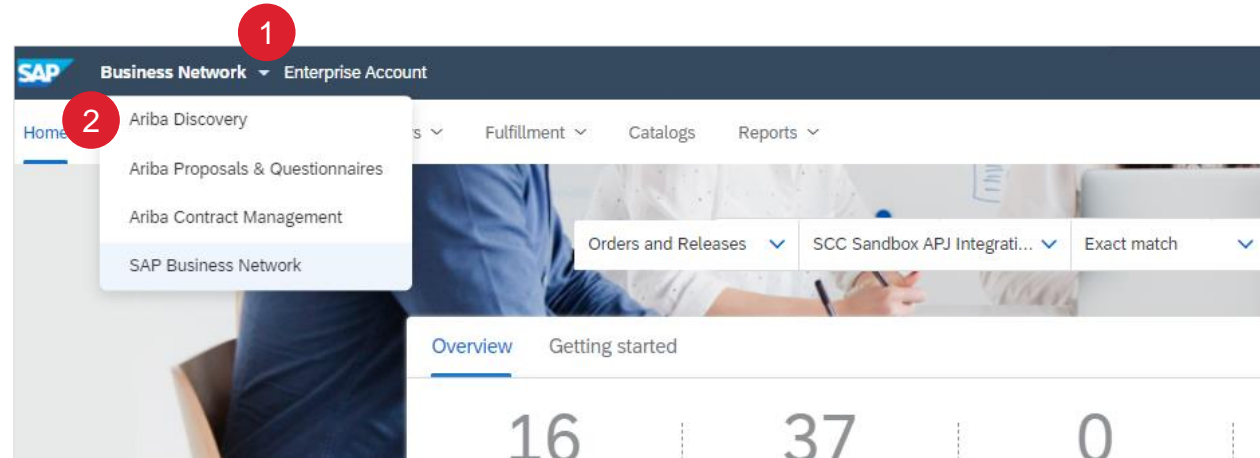 1
SAP Business Network Enterprise Account
2
Home Fulfillment Catalogs Reports
Ariba Discovery
Ariba Proposals & Questionnaires
Ariba Contract Management
SAP Business Network
Orders and Releases SCC Sandbox APJ Integrati... Exact match
Overview Getting started
16 37 0